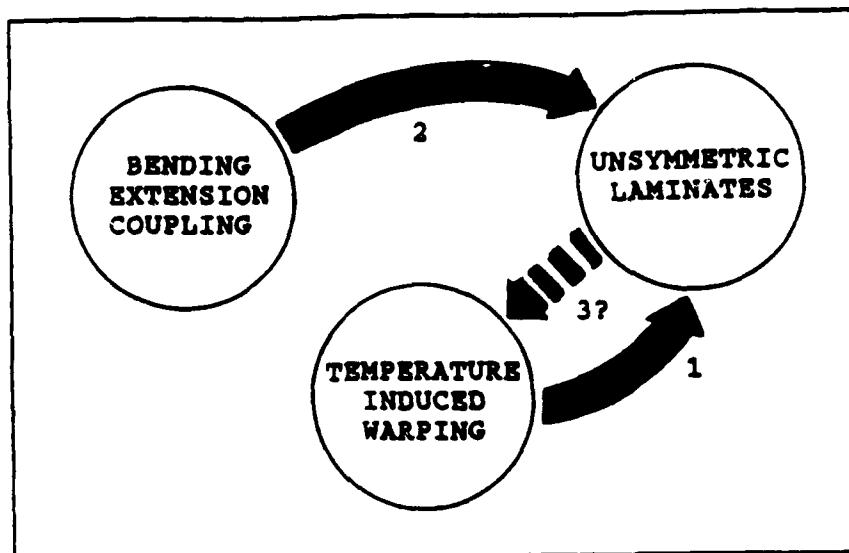 BENDING
EXTENSION
COUPLING
2
UNSYMMETRIC
LAMINATES
3?
TEMPERATURE
INDUCED
WARPING
1